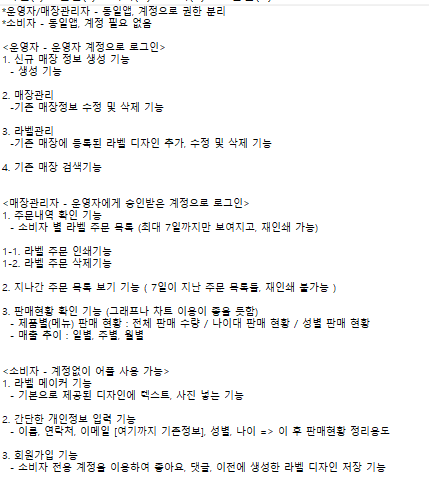 *운영자/매장관리자 - 동일앱, 계정으로 권한 분리
*소비자 - 동일앱, 계정 필요 없음
<운영자 - 운영자 계정으로 로그인>
1. 신규 매장 정보 생성 기능
- 생성 기능
2. 매장관리
-기존 매장정보 수정 및 삭제 기능
3. 라벨관리
-기존 매장에 등록된 라벨 디자인 추가, 수정 및 삭제 기능
4. 기존 매장 검색기능
<매장관리자 - 운영자에게 승인받은 계정으로 로그인>
1. 주문내역 확인 기능
- 소비자 별 라벨 주문 목록 (최대 7일까지만 보여지고, 재인쇄 가능)
1-1. 라벨 주문 인쇄기능
1-2. 라벨 주문 삭제기능
2. 지나간 주문 목록 보기 기능 ( 7일이 지난 주문 목록들, 재인쇄 불가능 )
3. 판매현황 확인 기능 (그래프나 차트 이용이 좋을 듯함)
- 제품별(메뉴) 판매 현황 : 전체 판매 수량 / 나이대 판매 현황 / 성별 판매 현황
- 매출 추이 : 일별, 주별, 월별
<소비자 - 계정없이 어플 사용 가능>
1. 라벨 메이커 기능
- 기본으로 제공된 디자인에 텍스트, 사진 넣는 기능
2. 간단한 개인정보 입력 기능
- 이름, 연락처, 이메일 [여기까지 기존정보], 성별, 나이 => 이 후 판매현황 정리용도
3. 회원가입 기능
- 소비자 전용 계정을 이용하여 좋아요, 댓글, 이전에 생성한 라벨 디자인 저장 기능